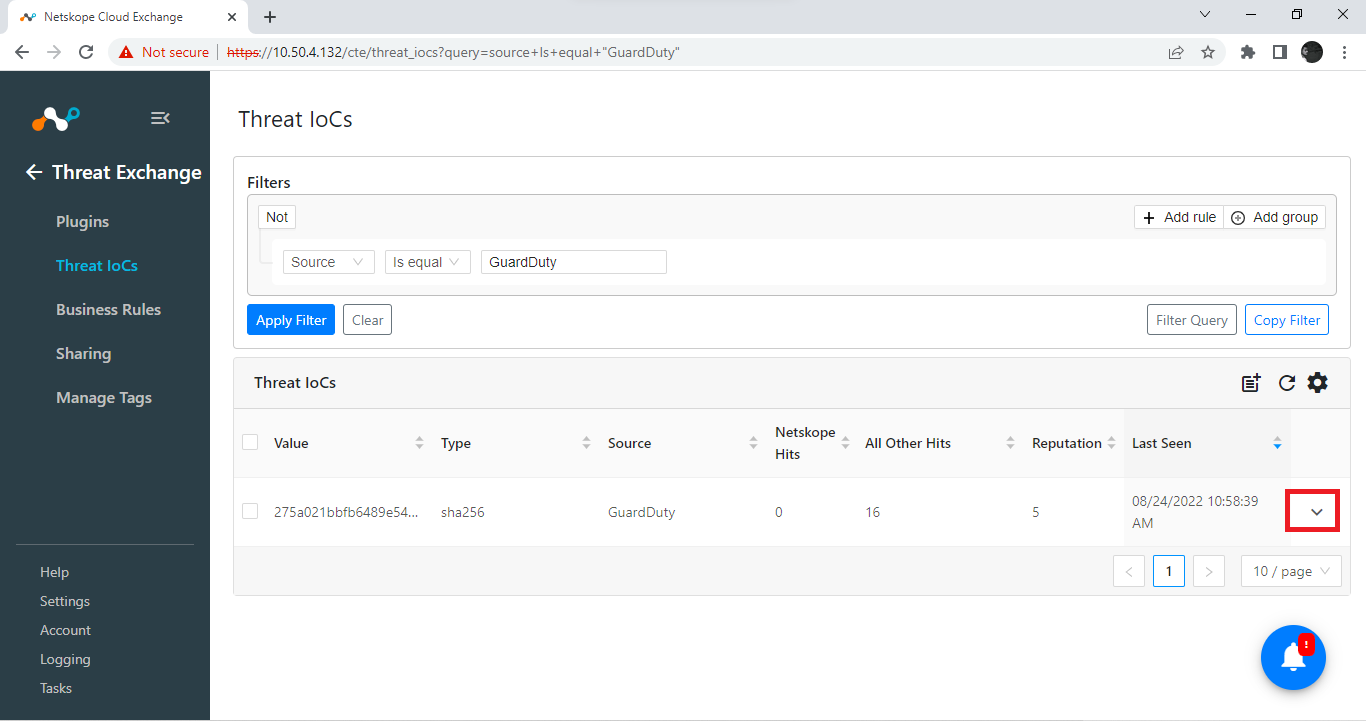 Netskope Cloud Exchange
Not secure https://10.50.4.132/cte/threat_iocs?query=source+Is+equal+"GuardDuty"
Threat Exchange
Plugins
Threat IoCs
Business Rules
Sharing
Manage Tags
Help
Settings
Account
Logging
Tasks
Threat IoCs
Filters
Not
Add rule
Add group
Source
Is equal
GuardDuty
Apply Filter
Clear
Filter Query
Copy Filter
Threat IoCs
Value Type Source Netskope Hits All Other Hits Reputation Last Seen
275a021bbfb6489e54... sha256 GuardDuty 0 16 5 08/24/2022 10:58:39 AM
1
10 / page
!